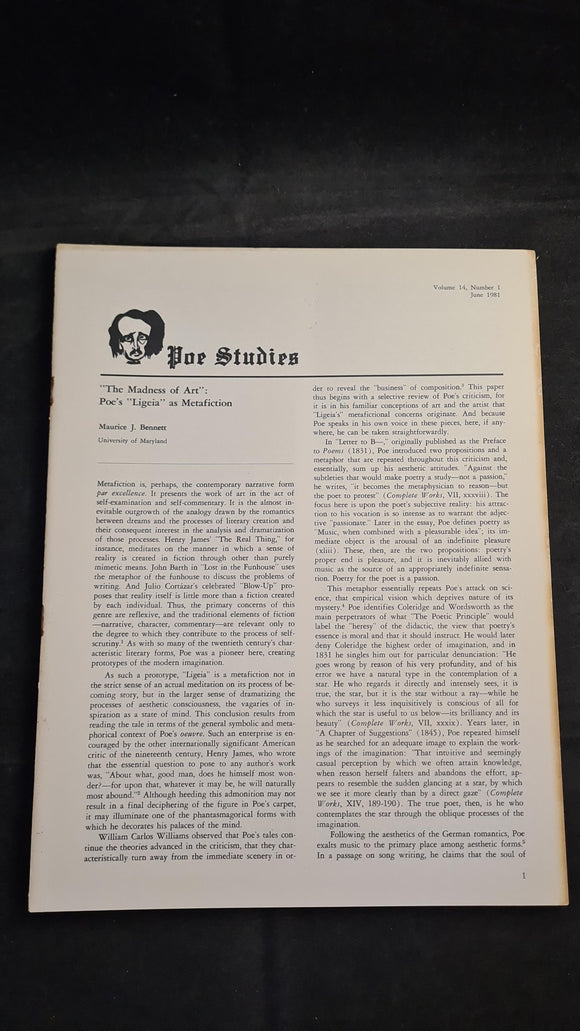 Volume 14, Number 1
June 1981
Poe Studies
"The Madness of Art":
Poe's "Ligeia" as Metafiction
Maurice J. Bennett
University of Maryland
Metafiction is, perhaps, the contemporary narrative form
par excellence. It presents the work of art in the act of
self-examination and self-commentary. It is the almost in-
evitable outgrowth of the analogy drawn by the romantics
between dreams and the processes of literary creation and
their consequent interest in the analysis and dramatization
of those processes. Henry James' "The Real Thing," for
instance, meditates on the manner in which a sense of
reality is created in fiction through other than purely
mimetic means. John Barth in "Lost in the Funhouse" uses
the metaphor of the funhouse to discuss the problems of
writing. And Julio Cortázar's celebrated "Blow-Up" pro-
poses that reality itself is little more than a fiction created
by each individual. Thus, the primary concerns of this
genre are reflexive, and the traditional elements of fiction
—narrative, character, commentary—are relevant only to
the degree to which they contribute to the process of self-
scrutiny.1 As with so many of the twentieth century's char-
acteristic literary forms, Poe was a pioneer here, creating
prototypes of the modern imagination.
As such a prototype, "Ligeia" is a metafiction not in
the strict sense of an actual meditation on its process of be-
coming story, but in the larger sense of dramatizing the
processes of aesthetic consciousness, the vagaries of in-
spiration as a state of mind. This conclusion results from
reading the tale in terms of the general symbolic and meta-
phorical context of Poe's oeuvre. Such an enterprise is en-
couraged by the other internationally significant American
critic of the nineteenth century, Henry James, who wrote
that the essential question to pose to any author's work
was, "About what, good man, does he himself most won-
der?—for upon that, whatever it may be, he will naturally
most abound."2 Although heeding this admonition may not
result in a final deciphering of the figure in Poe's carpet,
it may illuminate one of the phantasmagorical forms with
which he decorates his palaces of the mind.
William Carlos Williams observed that Poe's tales con-
tinue the theories advanced in the criticism, that they char-
acteristically turn away from the immediate scenery in or-
der to reveal the "business" of composition.3 This paper
thus begins with a selective review of Poe's criticism, for
it is in his familiar conceptions of art and the artist that
"Ligeia's" metafictional concerns originate. And because
Poe speaks in his own voice in these pieces, here, if any-
where, he can be taken straightforwardly.
In "Letter to B—," originally published as the Preface
to Poems (1831), Poe introduced two propositions and a
metaphor that are repeated throughout this criticism and,
essentially, sum up his aesthetic attitudes. "Against the
subtleties that would make poetry a study—not a passion,"
he writes, "it becomes the metaphysician to reason—but
the poet to protest" (Complete Works, VII, xxxviii). The
focus here is upon the poet's subjective reality: his attrac-
tion to his vocation is so intense as to warrant the adjec-
tive "passionate." Later in the essay, Poe defines poetry as
"Music, when combined with a pleasurable idea"; its im-
mediate object is the arousal of an indefinite pleasure
(xliii). These, then, are the two propositions: poetry's
proper end is pleasure, and it is inevitably allied with
music as the source of an appropriately indefinite sensa-
tion. Poetry for the poet is a passion.
This metaphor essentially repeats Poe's attack on sci-
ence, that empirical vision which deprives nature of its
mystery.4 Poe identifies Coleridge and Wordsworth as the
main perpetrators of what "The Poetic Principle" would
label the "heresy" of the didactic, the view that poetry's
essence is moral and that it should instruct. He would later
deny Coleridge the highest order of imagination, and in
1831 he singles him out for particular denunciation: "He
goes wrong by reason of his very profundity, and of his
error we have a natural type in the contemplation of a
star. He who regards it directly and intensely sees, it is
true, the star, but it is the star without a ray—while he
who surveys it less inquisitively is conscious of all for
which the star is useful to us below—its brilliancy and its
beauty" (Complete Works, VII, xxxix). Years later, in
"A Chapter of Suggestions" (1845), Poe repeated himself
as he searched for an adequate image to explain the work-
ings of the imagination: "That intuitive and seemingly
casual perception by which we often attain knowledge,
when reason herself falters and abandons the effort, ap-
pears to resemble the sudden glancing at a star, by which
we see it more clearly than by a direct gaze" (Complete
Works, XIV, 189-190). The true poet, then, is he who
contemplates the star through the oblique processes of the
imagination.
Following the aesthetics of the German romantics, Poe
exalts music to the primary place among aesthetic forms.5
In a passage on song writing, he claims that the soul of
1